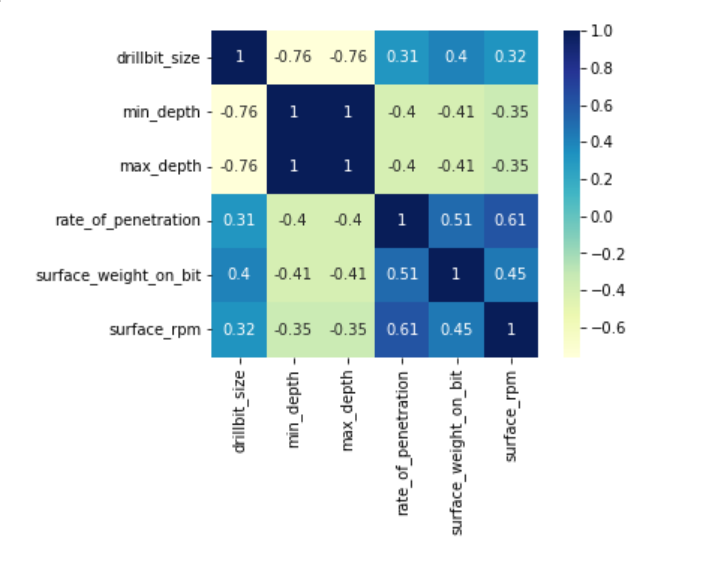 drillbit_size 1 -0.76 -0.76 0.31 0.4 0.32
min_depth -0.76 1 1 -0.4 -0.41 -0.35
max_depth -0.76 1 1 -0.4 -0.41 -0.35
rate_of_penetration 0.31 -0.4 -0.4 1 0.51 0.61
surface_weight_on_bit 0.4 -0.41 -0.41 0.51 1 0.45
surface_rpm 0.32 -0.35 -0.35 0.61 0.45 1
drillbit_size
min_depth
max_depth
rate_of_penetration
surface_weight_on_bit
surface_rpm
1.0
0.8
0.6
0.4
0.2
0.0
−0.2
−0.4
−0.6